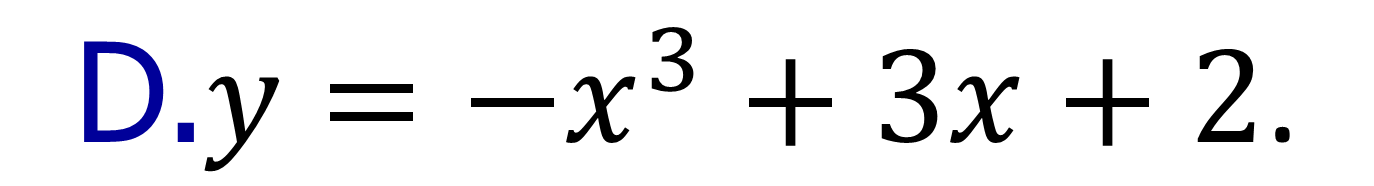 D.y = −x³ + 3x + 2.